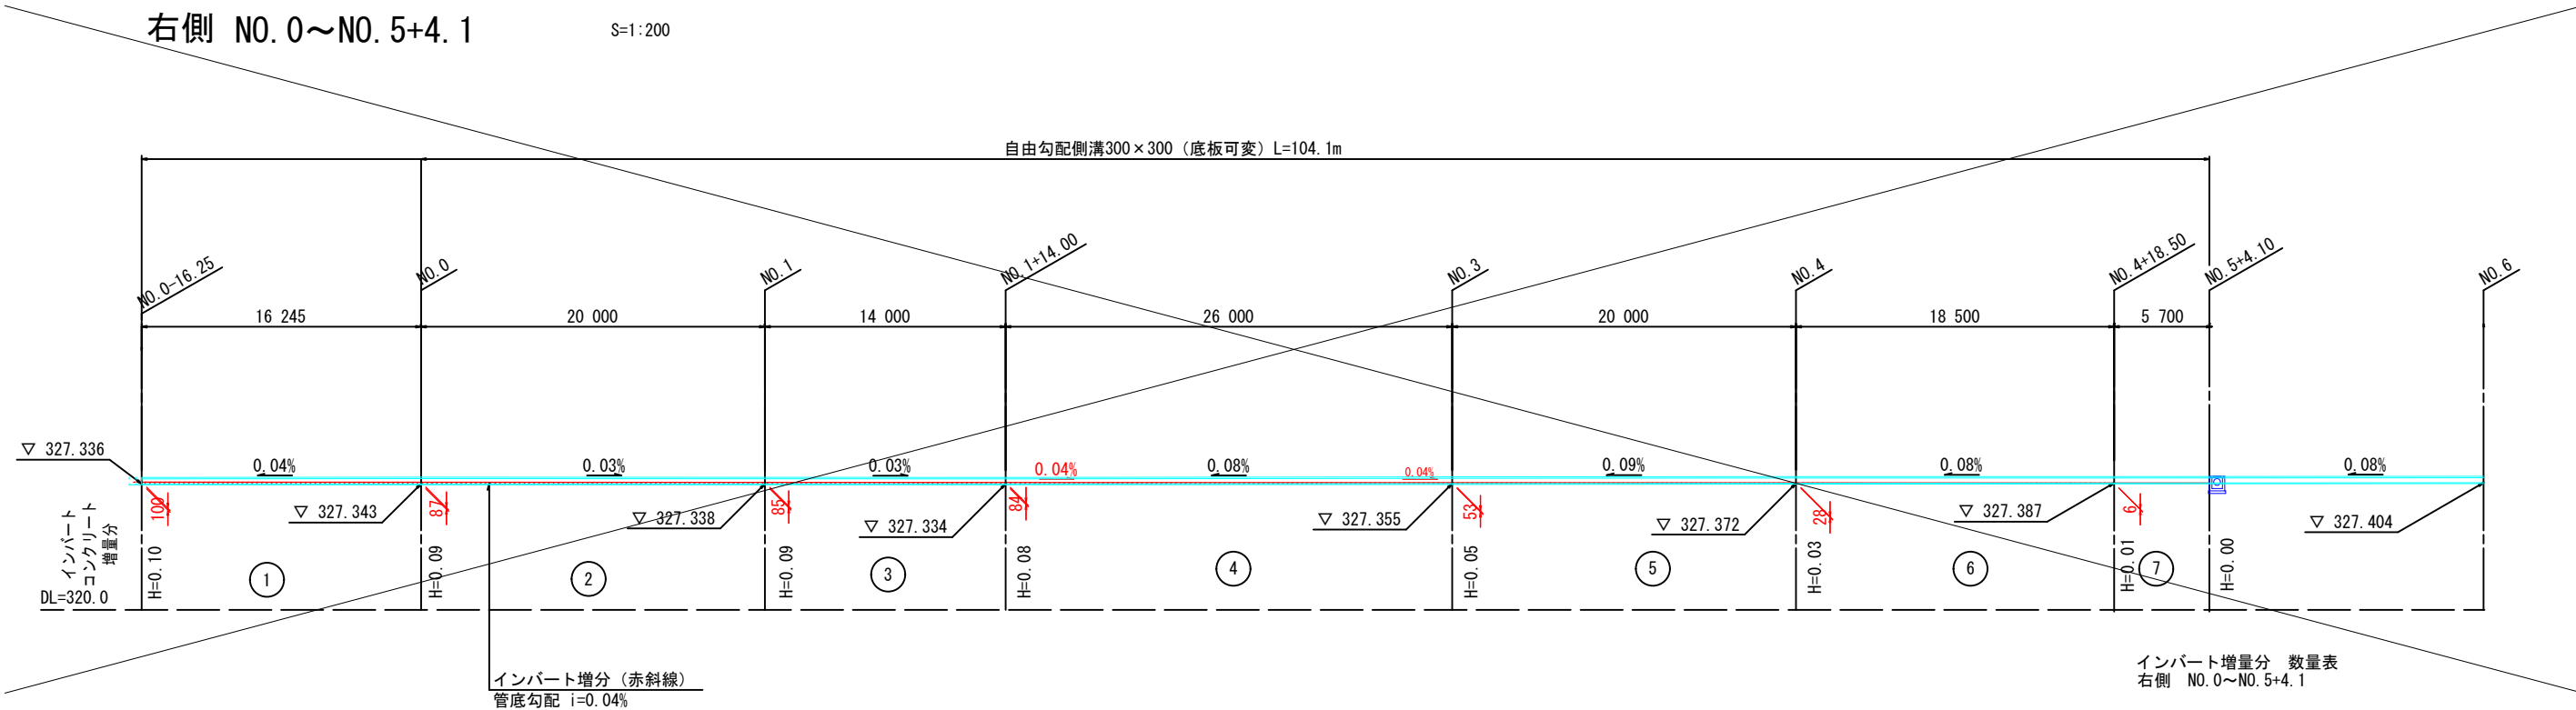 右側 NO.0～NO.5+4.1
S=1:200
自由勾配側溝300×300（底板可変）L=104.1m
NO.0-16.25
NO.0
NO.1
NO.1+14.00
NO.3
NO.4
NO.4+18.50
NO.5+4.10
NO.6
16 245
20 000
14 000
26 000
20 000
18 500
5 700
▽ 327.336
0.04%
0.03%
0.03%
0.04%
0.08%
0.04%
0.09%
0.08%
0.08%
100
87
85
84
53
28
6
▽ 327.343
▽ 327.338
▽ 327.334
▽ 327.355
▽ 327.372
▽ 327.387
▽ 327.404
インバート
コンクリート
増量分
H=0.10
H=0.09
H=0.09
H=0.08
H=0.05
H=0.03
H=0.01
H=0.00
1
2
3
4
5
6
7
DL=320.0
インバート増分（赤斜線）
管底勾配 i=0.04%
インバート増量分 数量表
右側 NO.0～NO.5+4.1